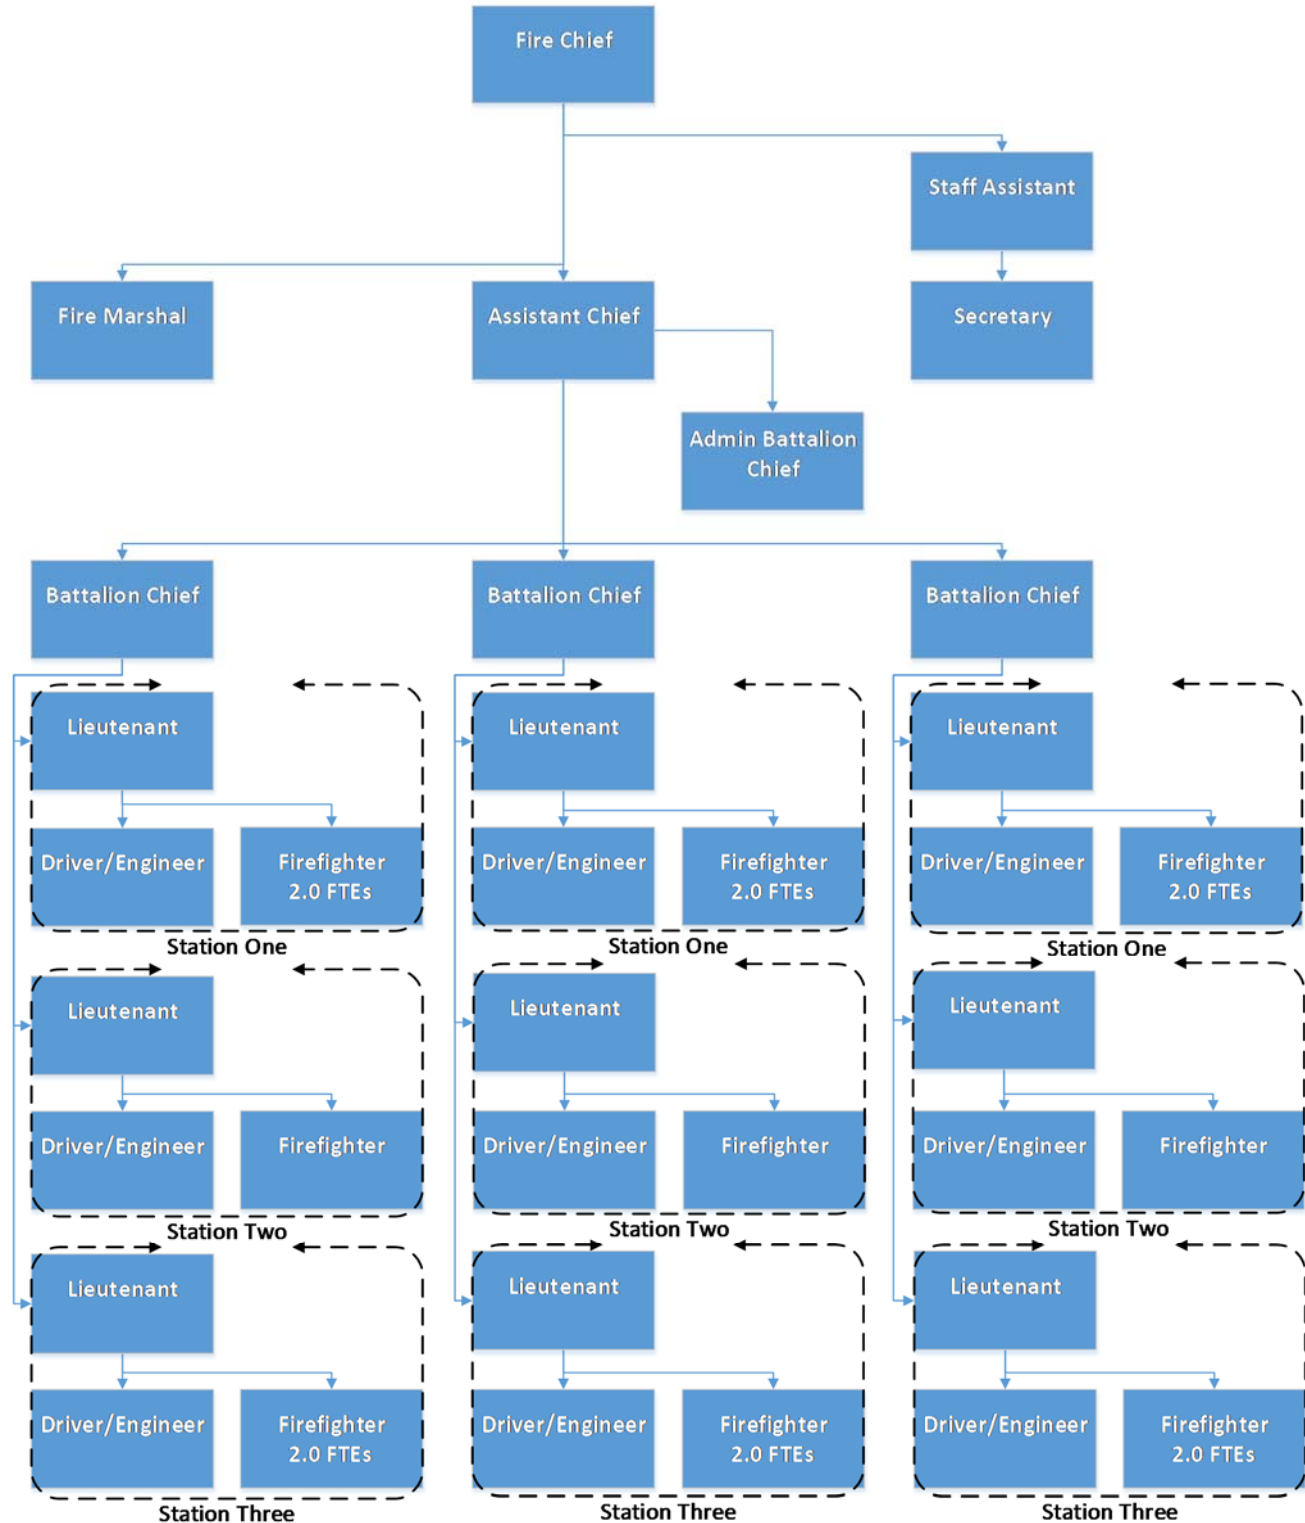 Fire Chief
Staff Assistant
Fire Marshal
Assistant Chief
Secretary
Admin Battalion
Chief
Battalion Chief
Battalion Chief
Battalion Chief
Lieutenant
Lieutenant
Lieutenant
Driver/Engineer
Firefighter
2.0 FTEs
Driver/Engineer
Firefighter
2.0 FTEs
Driver/Engineer
Firefighter
2.0 FTEs
Station One
Station One
Station One
Lieutenant
Lieutenant
Lieutenant
Driver/Engineer
Firefighter
Driver/Engineer
Firefighter
Driver/Engineer
Firefighter
Station Two
Station Two
Station Two
Lieutenant
Lieutenant
Lieutenant
Driver/Engineer
Firefighter
2.0 FTEs
Driver/Engineer
Firefighter
2.0 FTEs
Driver/Engineer
Firefighter
2.0 FTEs
Station Three
Station Three
Station Three